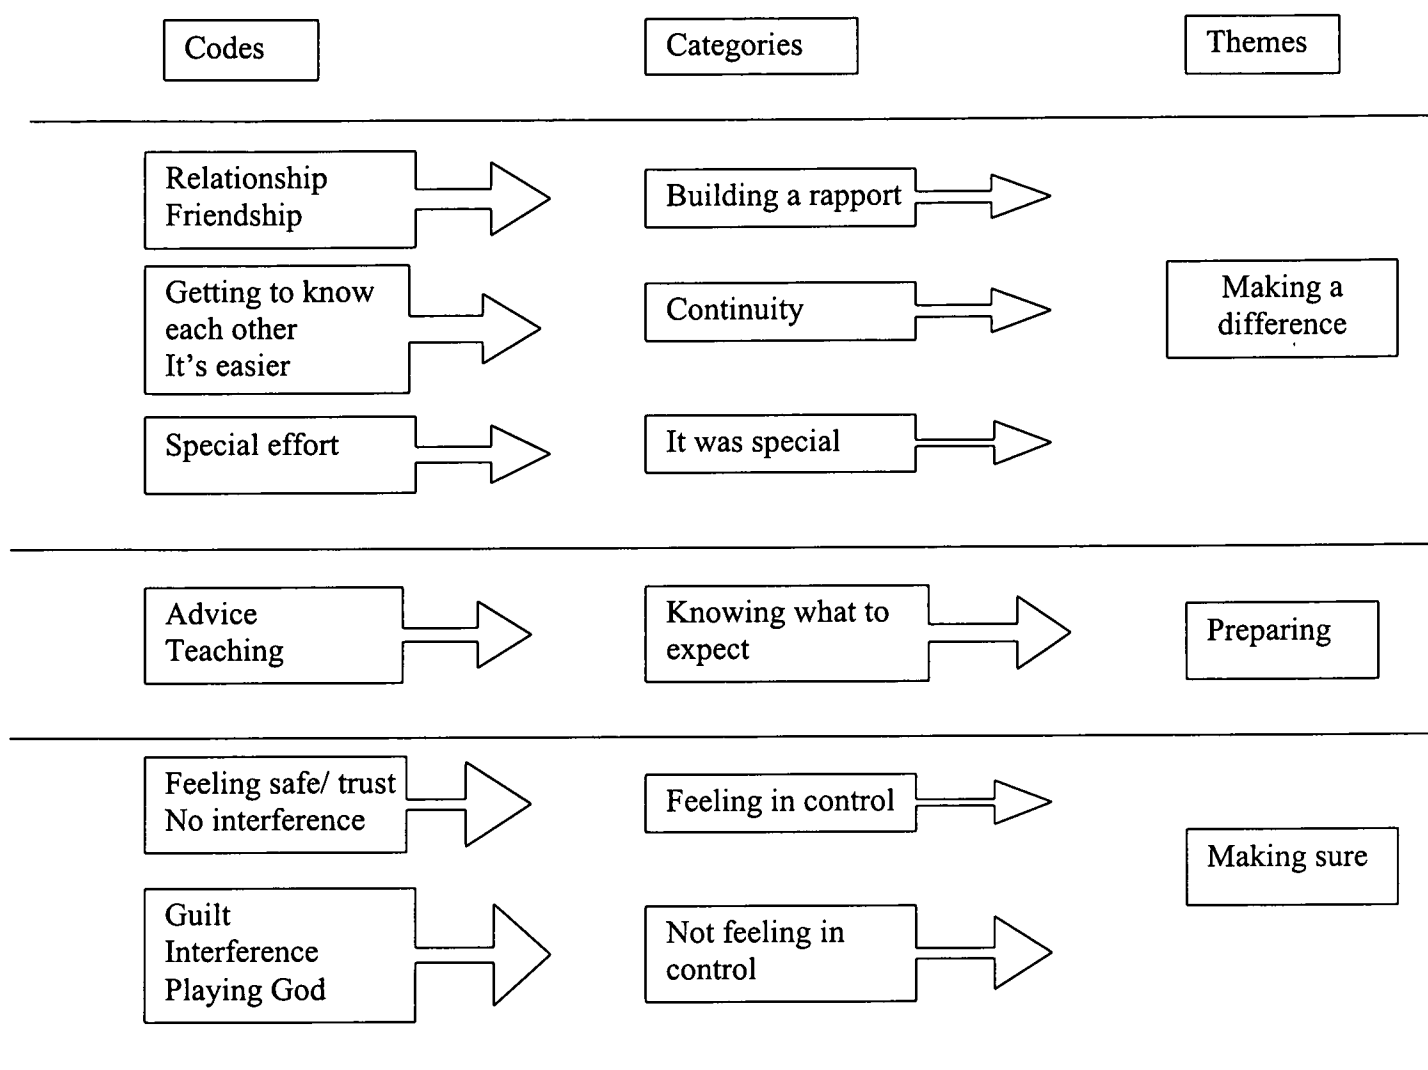 Codes
Categories
Themes
Relationship
Friendship
Building a rapport
Getting to know
each other
It's easier
Continuity
Making a
difference
Special effort
It was special
Advice
Teaching
Knowing what to
expect
Preparing
Feeling safe/ trust
No interference
Feeling in control
Making sure
Guilt
Interference
Playing God
Not feeling in
control